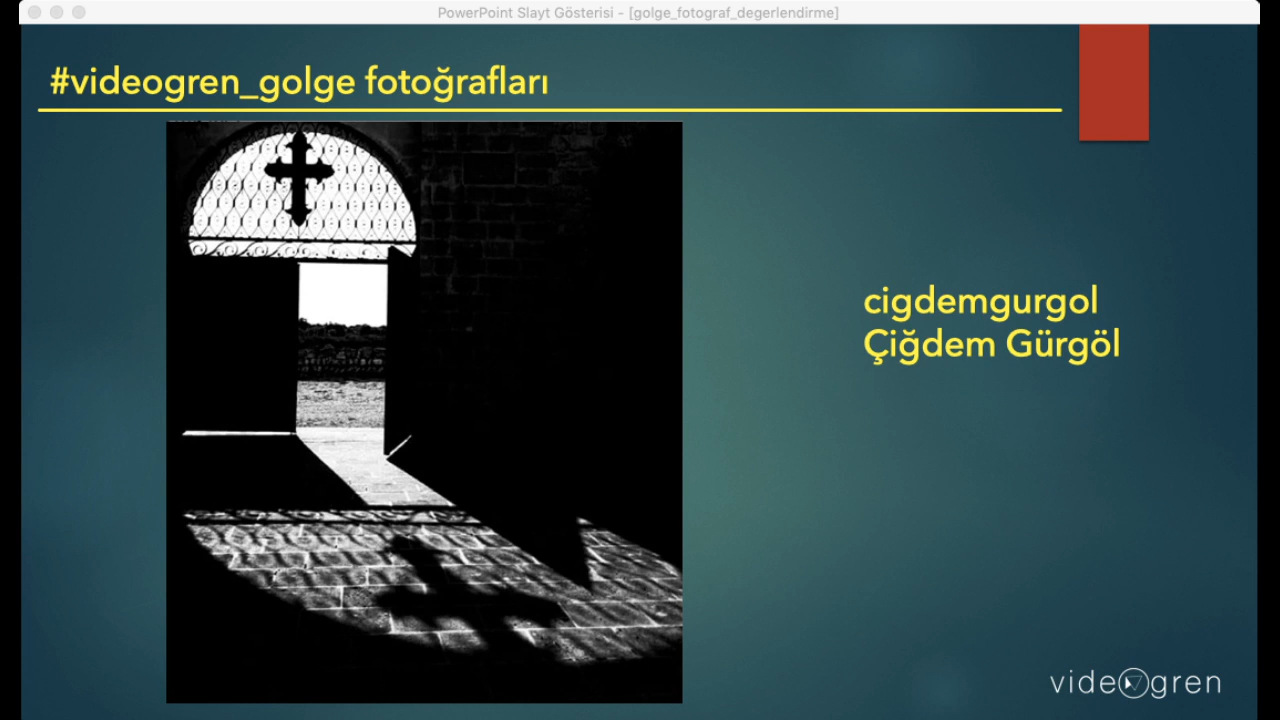 PowerPoint Slayt Gösterisi - [golge_fotograf_degerlendirme]
#videogren_golge fotoğrafları
cigdemgurgol
Çiğdem Gürgöl
videogren